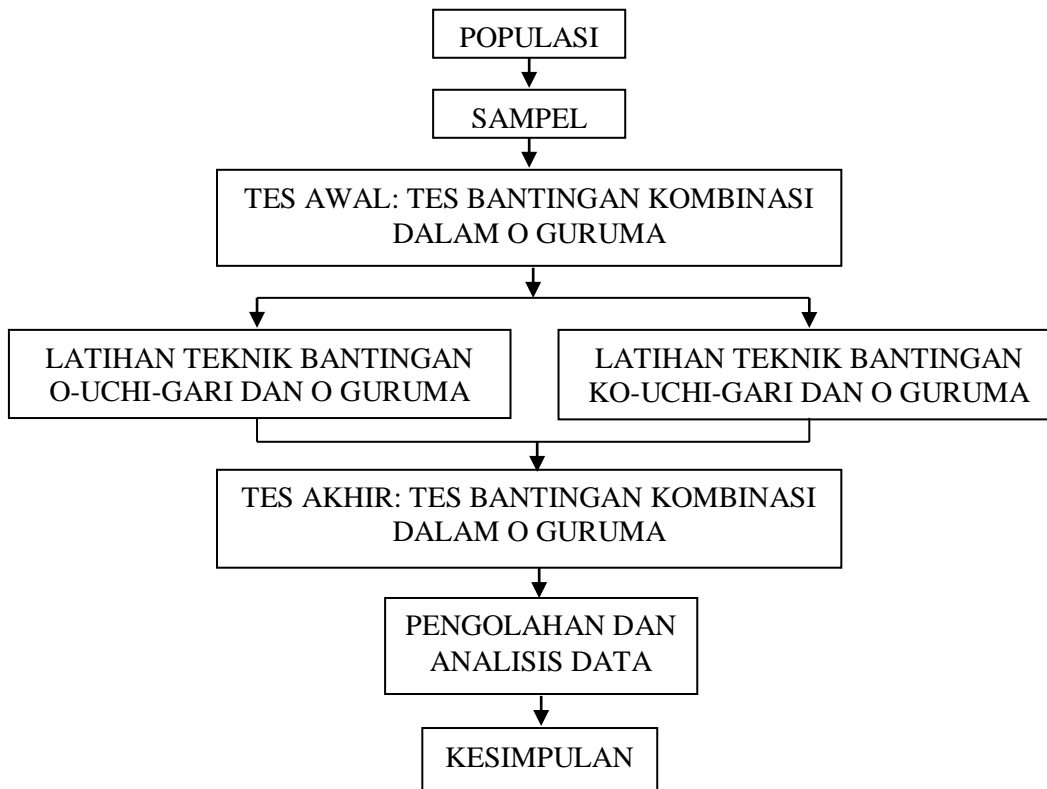 POPULASI
SAMPEL
TES AWAL: TES BANTINGAN KOMBINASI
DALAM O GURUMA
LATIHAN TEKNIK BANTINGAN
O-UCHI-GARI DAN O GURUMA
LATIHAN TEKNIK BANTINGAN
KO-UCHI-GARI DAN O GURUMA
TES AKHIR: TES BANTINGAN KOMBINASI
DALAM O GURUMA
PENGOLAHAN DAN
ANALISIS DATA
KESIMPULAN